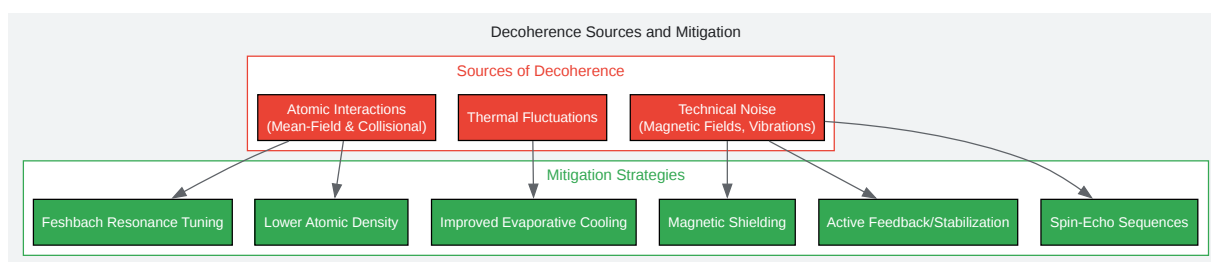 Decoherence Sources and Mitigation
Sources of Decoherence
Atomic Interactions
(Mean-Field & Collisional)
Thermal Fluctuations
Technical Noise
(Magnetic Fields, Vibrations)
Mitigation Strategies
Feshbach Resonance Tuning
Lower Atomic Density
Improved Evaporative Cooling
Magnetic Shielding
Active Feedback/Stabilization
Spin-Echo Sequences